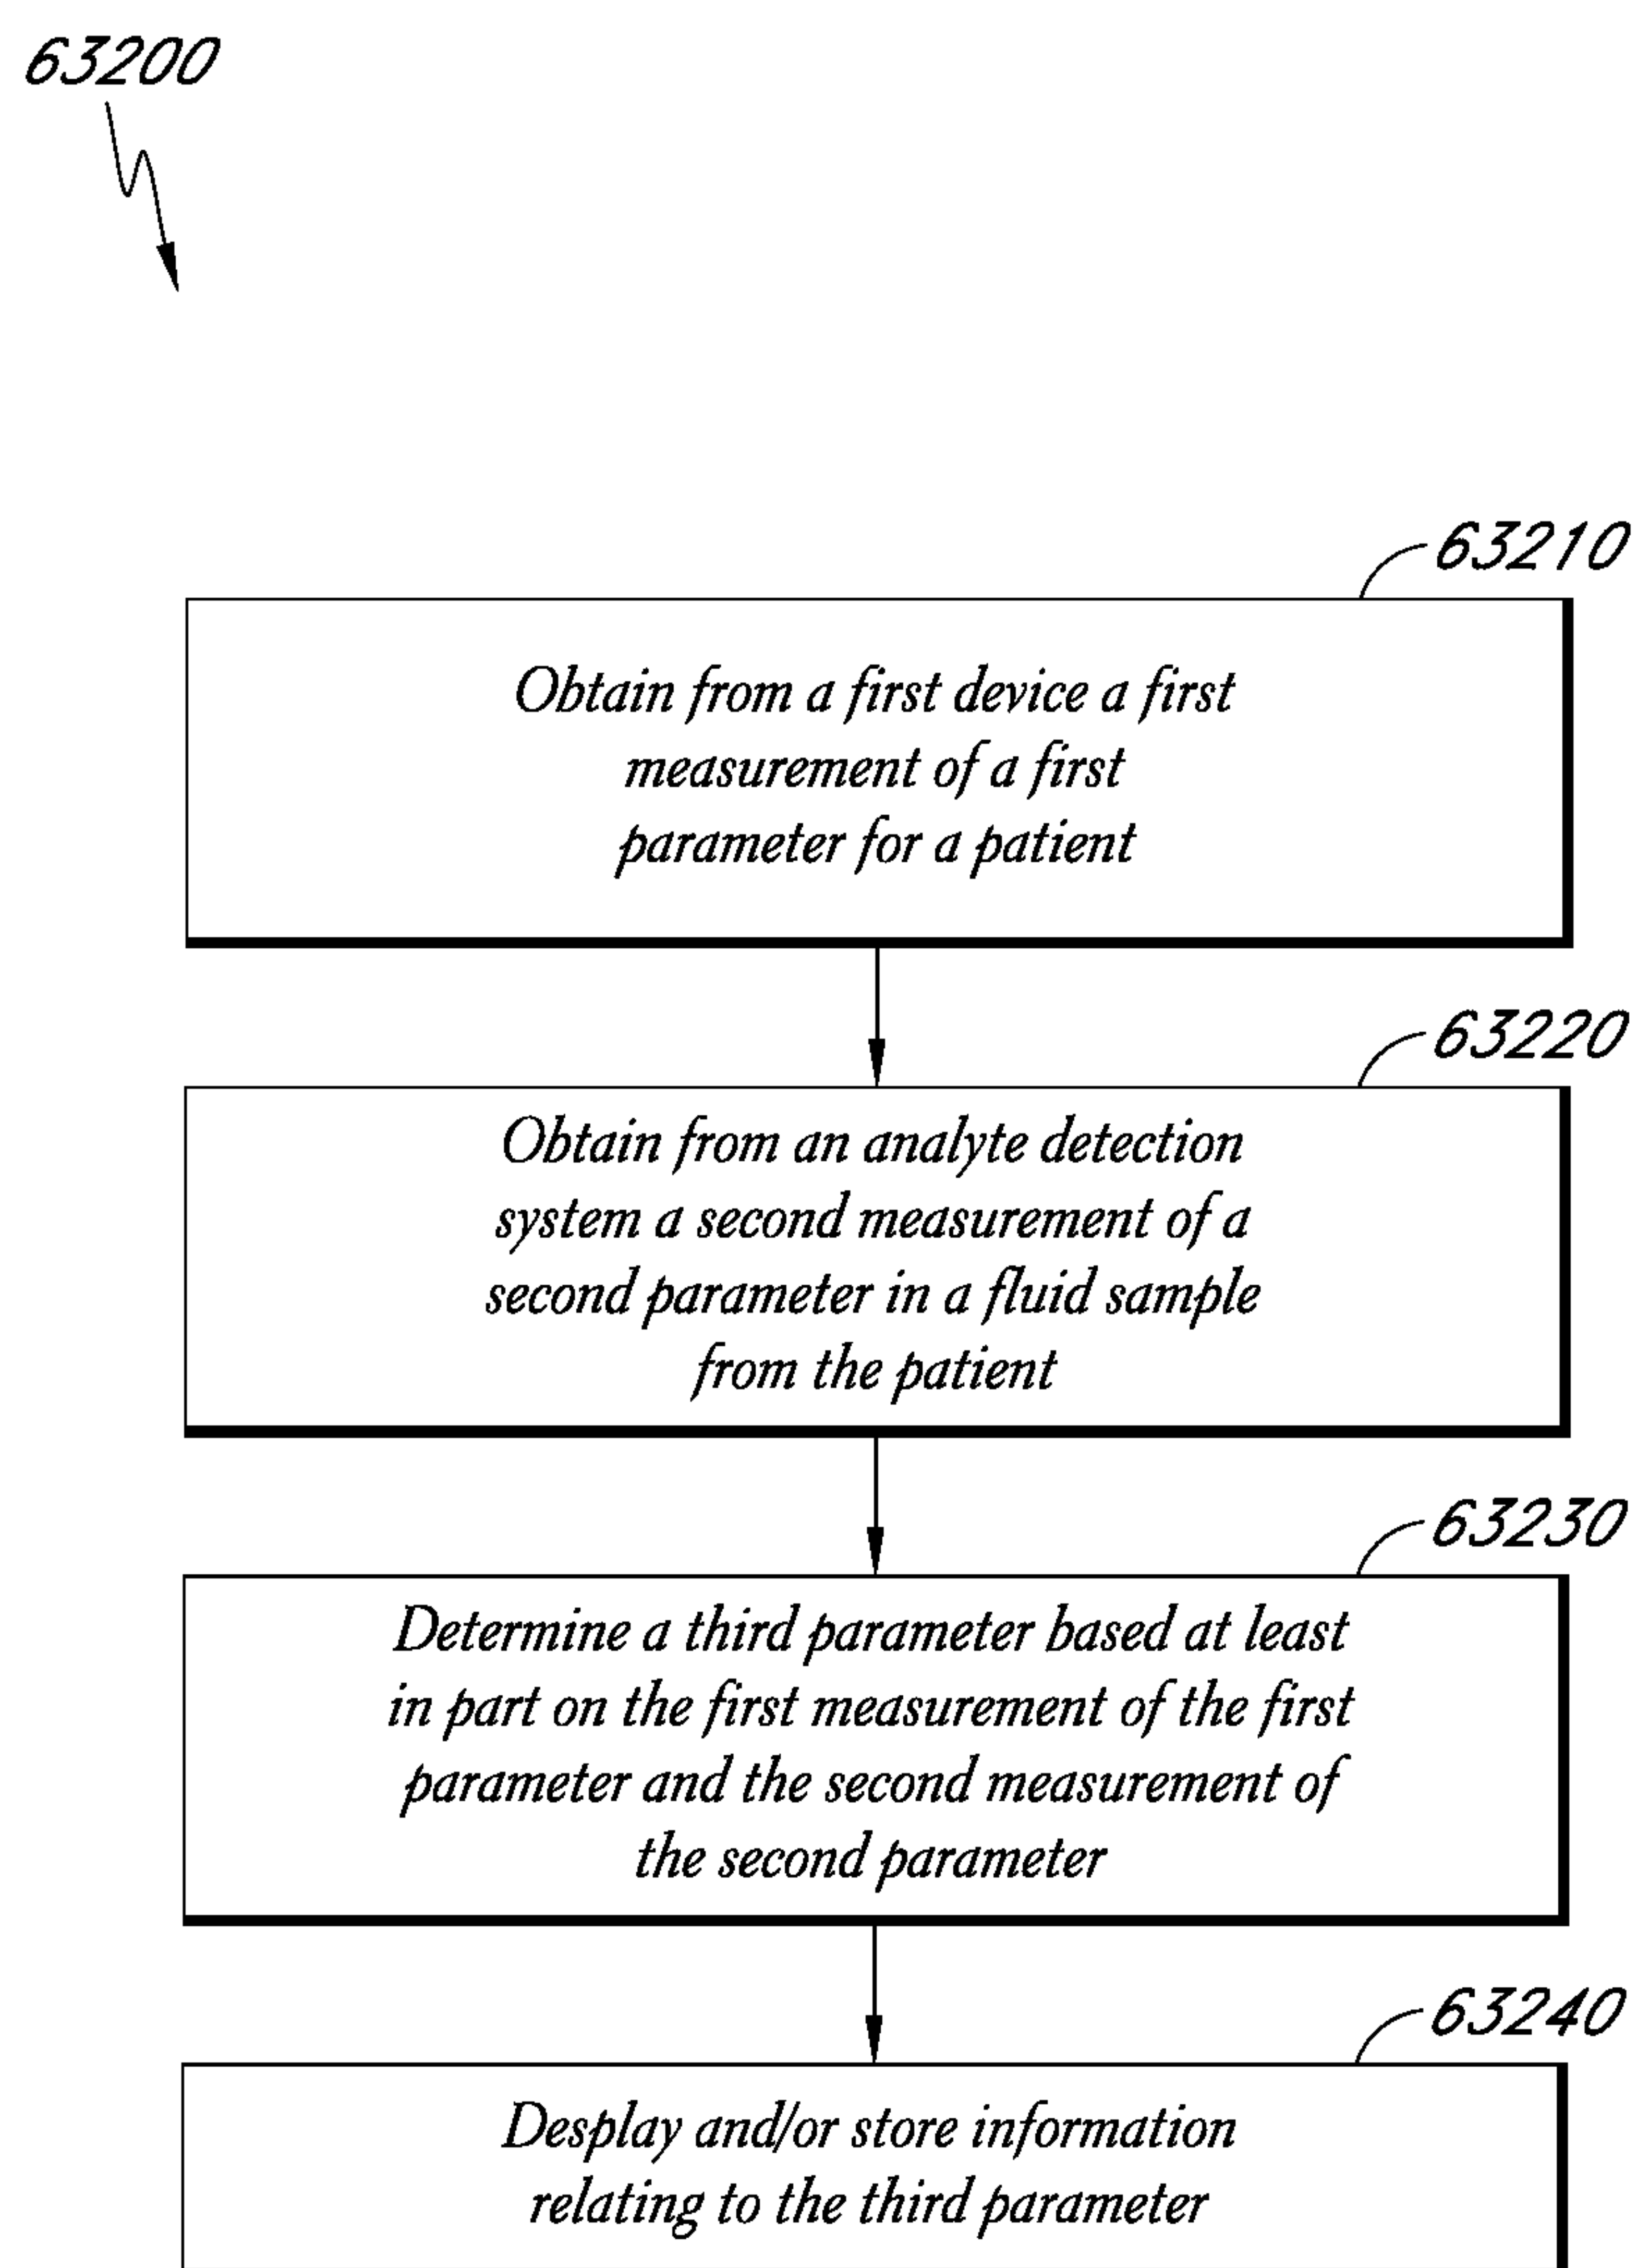 63200
63210
Obtain from a first device a first
measurement of a first
parameter for a patient
63220
Obtain from an analyte detection
system a second measurement of a
second parameter in a fluid sample
from the patient
63230
Determine a third parameter based at least
in part on the first measurement of the first
parameter and the second measurement of
the second parameter
63240
Desplay and/or store information
relating to the third parameter